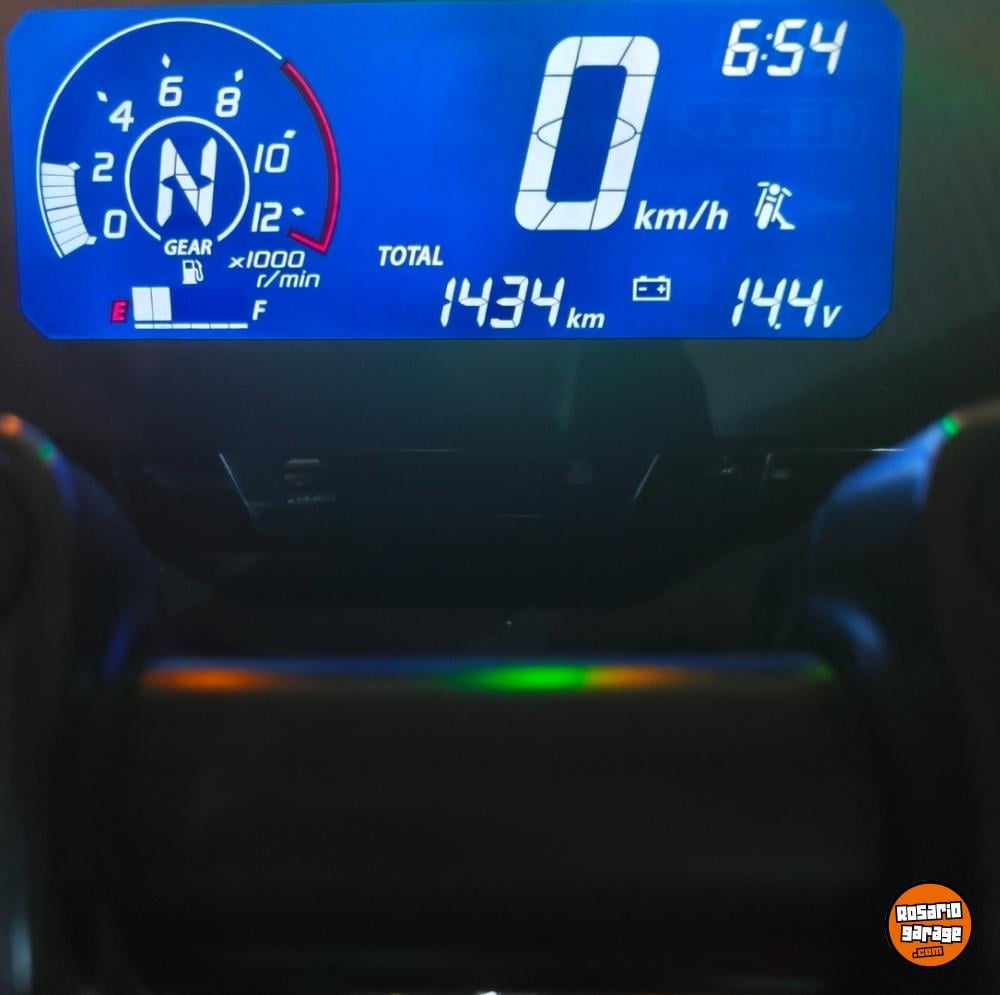 6:54
6
8
4
0
km/h
2
N
10
0
12
GEAR
x1000
r/min
TOTAL
E
F
1434 km
14.4 v
Rosario
garage
.com